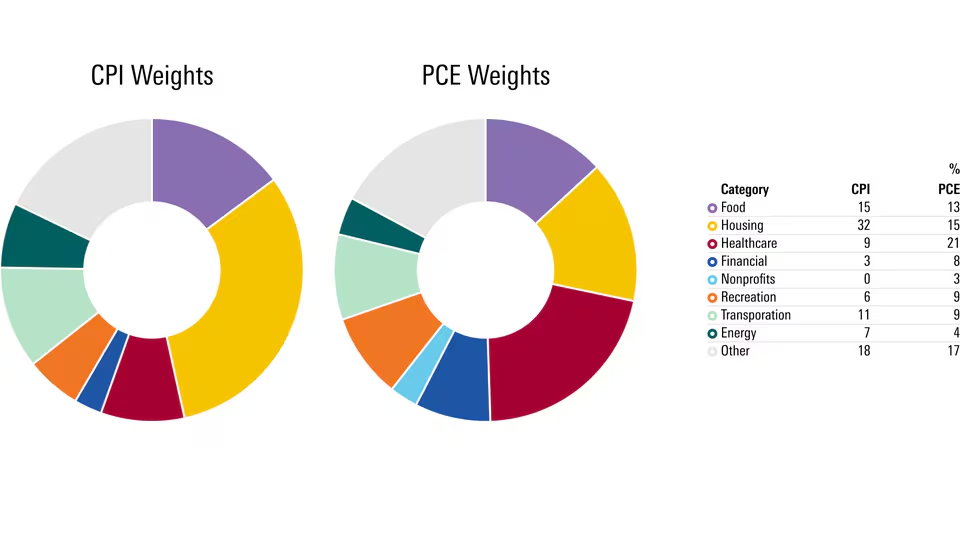 CPI Weights
PCE Weights
%
Category CPI PCE
Food 15 13
Housing 32 15
Healthcare 9 21
Financial 3 8
Nonprofits 0 3
Recreation 6 9
Transporation 11 9
Energy 7 4
Other 18 17